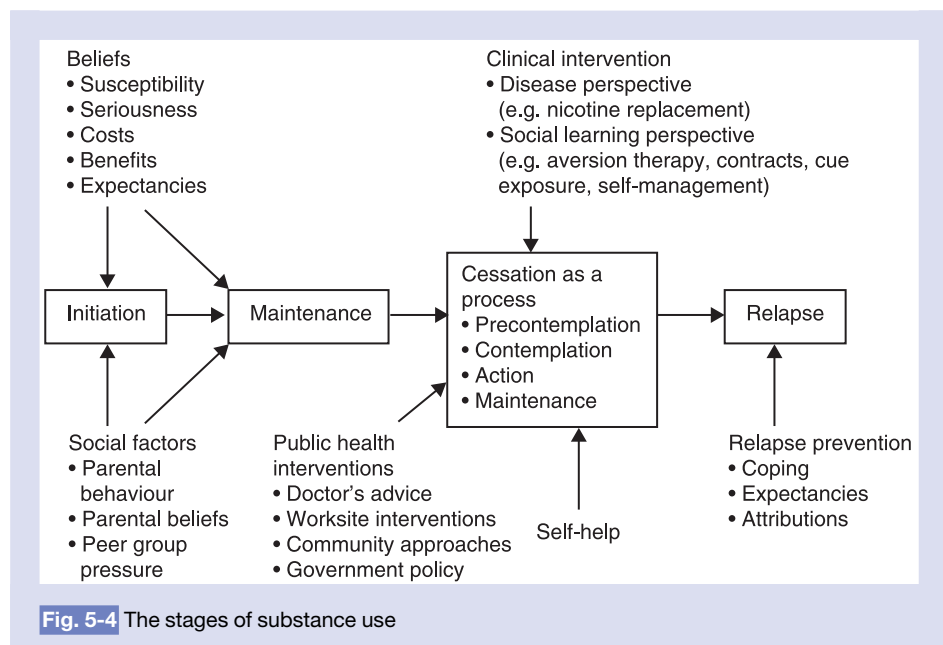 Beliefs
• Susceptibility
• Seriousness
• Costs
• Benefits
• Expectancies
Clinical intervention
• Disease perspective
(e.g. nicotine replacement)
• Social learning perspective
(e.g. aversion therapy, contracts, cue
exposure, self-management)
Initiation
Maintenance
Cessation as a
process
• Precontemplation
• Contemplation
• Action
• Maintenance
Relapse
Social factors
• Parental
behaviour
• Parental beliefs
• Peer group
pressure
Public health
interventions
• Doctor's advice
• Worksite interventions
• Community approaches
• Government policy
Self-help
Relapse prevention
• Coping
• Expectancies
• Attributions
Fig. 5-4 The stages of substance use